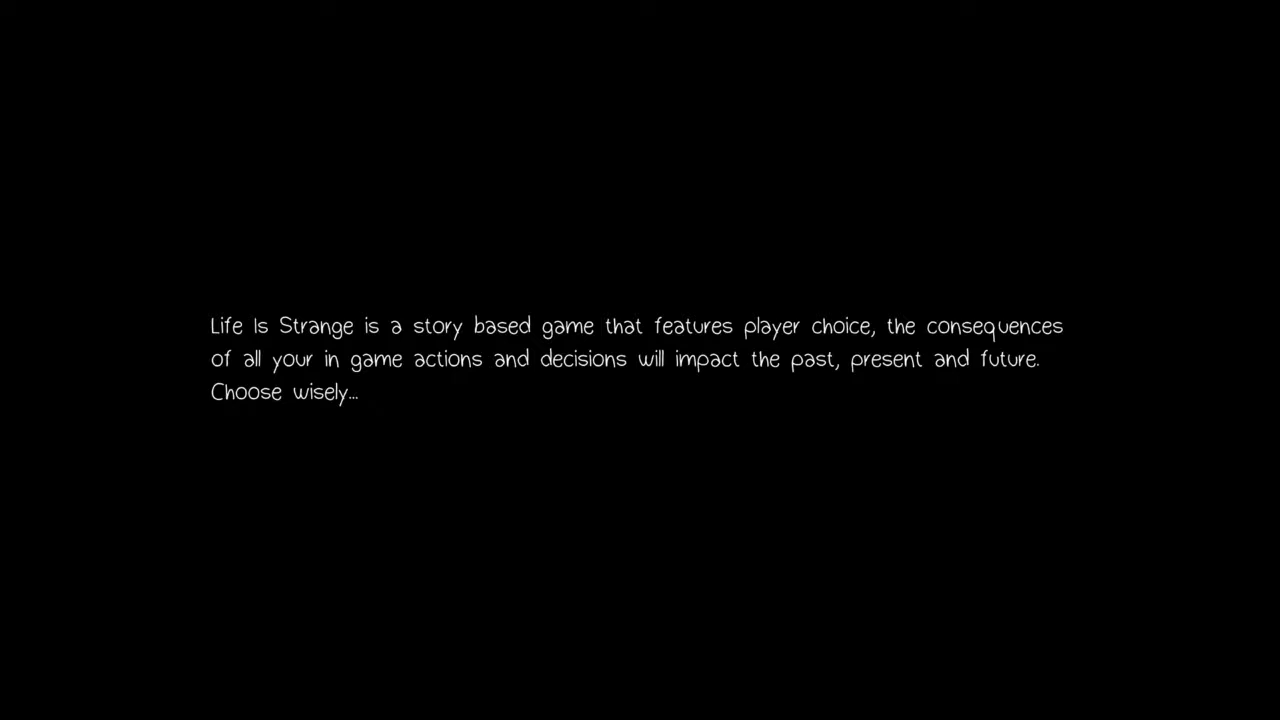 Life Is Strange is a story based game that features player choice, the consequences
of all your in game actions and decisions will impact the past, present and future.
Choose wisely...